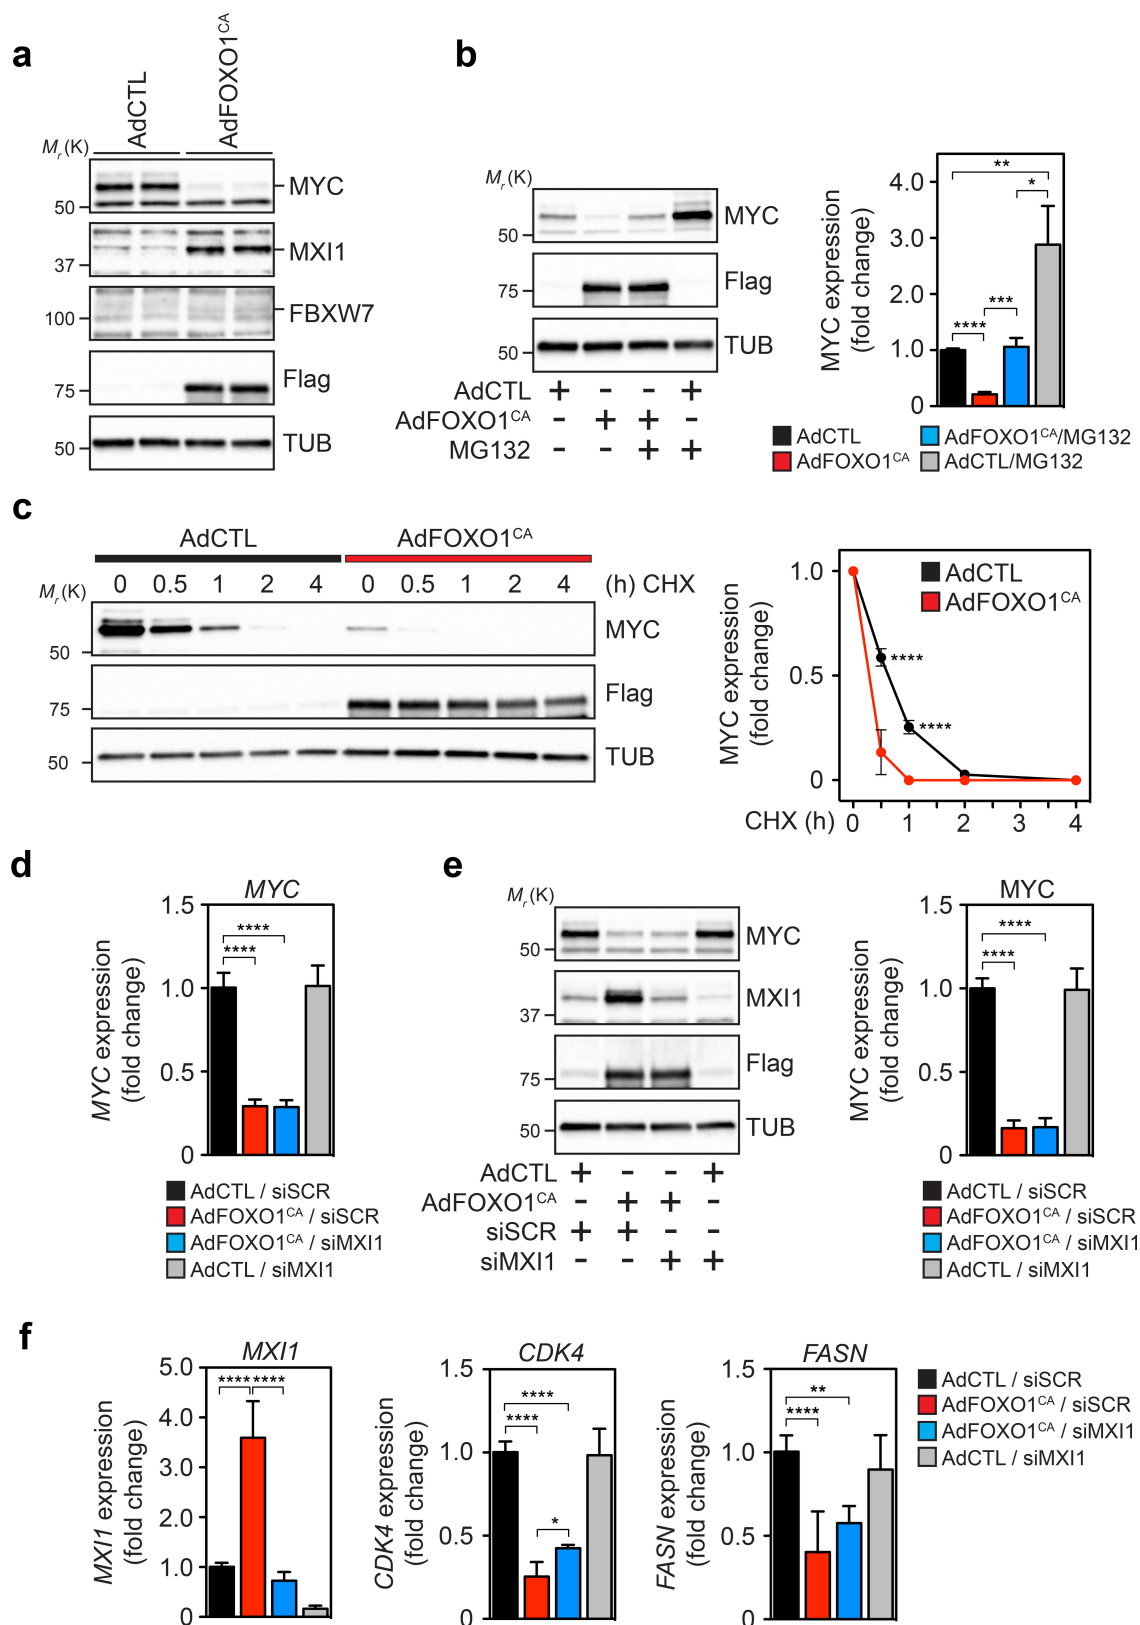 a
AdCTL
AdFOXO1CA
Mr (K)
MYC
50
MXI1
37
FBXW7
100
Flag
75
TUB
50
b
Mr (K)
MYC
50
Flag
75
TUB
50
AdCTL + - - +
AdFOXO1CA - + + -
MG132 - - + +
MYC expression
(fold change)
4.0
3.0
2.0
1.0
0
**
*
***
****
AdCTL
AdFOXO1CA
AdFOXO1CA/MG132
AdCTL/MG132
c
AdCTL
AdFOXO1CA
Mr (K)
0 0.5 1 2 4 0 0.5 1 2 4 (h) CHX
MYC
50
Flag
75
TUB
50
MYC expression
(fold change)
1.0
0.5
0
AdCTL
AdFOXO1CA
****
****
CHX (h) 0 1 2 3 4
d
MYC
MYC expression
(fold change)
1.5
1.0
0.5
0
****
****
AdCTL / siSCR
AdFOXO1CA / siSCR
AdFOXO1CA / siMXI1
AdCTL / siMXI1
e
Mr (K)
MYC
50
MXI1
37
Flag
75
TUB
50
AdCTL + - - +
AdFOXO1CA - + + -
siSCR + + - -
siMXI1 - - + +
MYC
MYC expression
(fold change)
1.5
1.0
0.5
0
****
****
AdCTL / siSCR
AdFOXO1CA / siSCR
AdFOXO1CA / siMXI1
AdCTL / siMXI1
f
MXI1
MXI1 expression
(fold change)
5.0
4.0
3.0
2.0
1.0
0
**** ****
CDK4
CDK4 expression
(fold change)
1.5
1.0
0.5
0
****
****
*
FASN
FASN expression
(fold change)
1.5
1.0
0.5
0
**
****
AdCTL / siSCR
AdFOXO1CA / siSCR
AdFOXO1CA / siMXI1
AdCTL / siMXI1